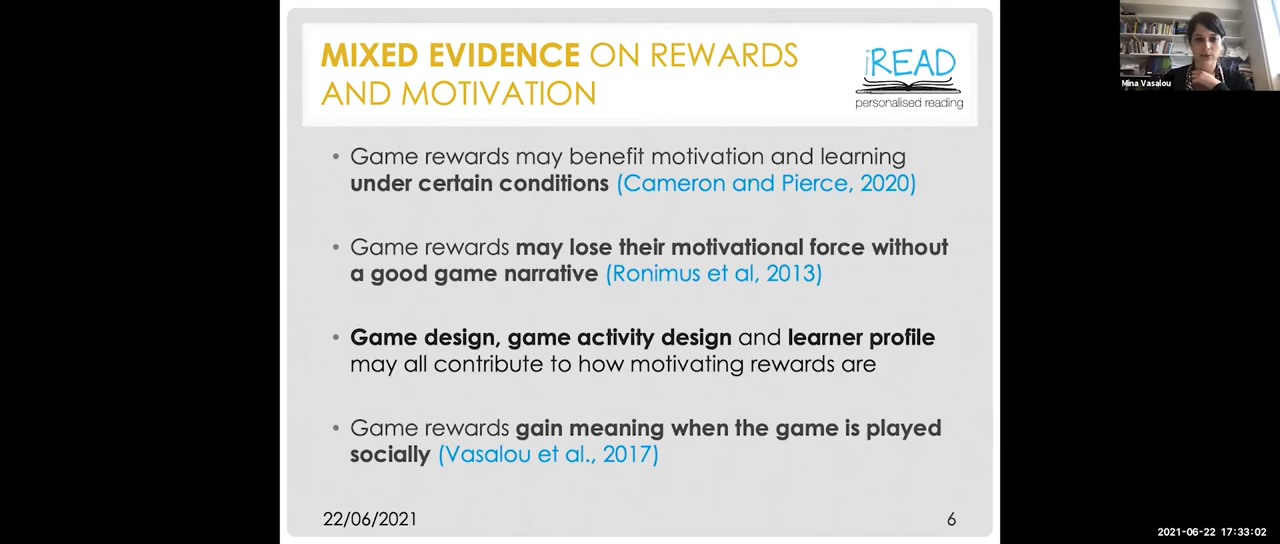 MIXED EVIDENCE ON REWARDS
AND MOTIVATION
iREAD
personalised reading
Mina Vasalou
• Game rewards may benefit motivation and learning
under certain conditions (Cameron and Pierce, 2020)
• Game rewards may lose their motivational force without
a good game narrative (Ronimus et al, 2013)
• Game design, game activity design and learner profile
may all contribute to how motivating rewards are
• Game rewards gain meaning when the game is played
socially (Vasalou et al., 2017)
22/06/2021
6
2021-06-22 17:33:02